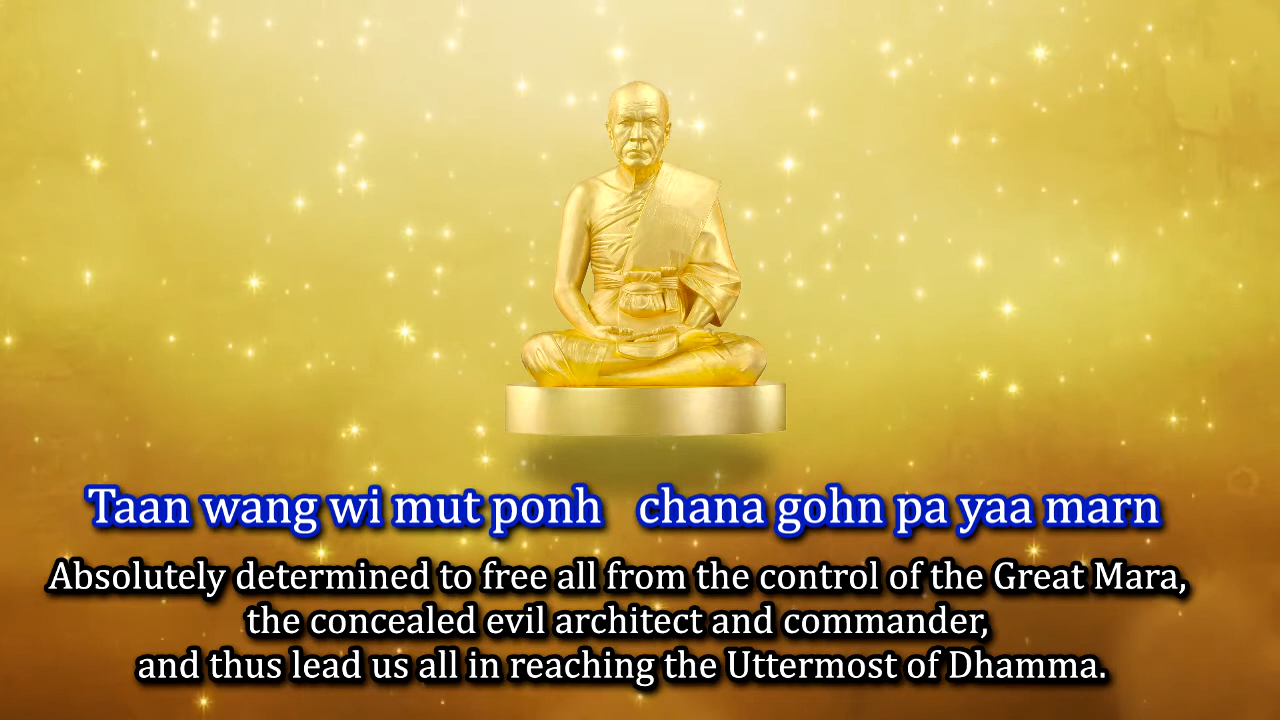 Taan wang wi mut ponh chana gohn pa yaa marn
Absolutely determined to free all from the control of the Great Mara,
the concealed evil architect and commander,
and thus lead us all in reaching the Uttermost of Dhamma.